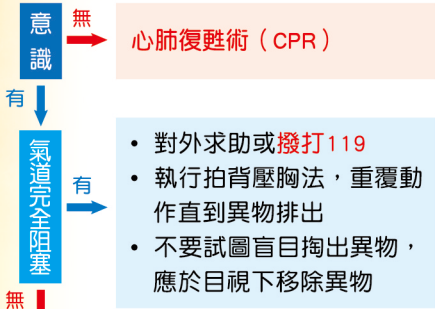 意識
無
心肺復甦術（CPR）
有
氣道完全阻塞
有
• 對外求助或撥打119
• 執行拍背壓胸法，重覆動
作直到異物排出
• 不要試圖盲目掏出異物，
應於目視下移除異物
無